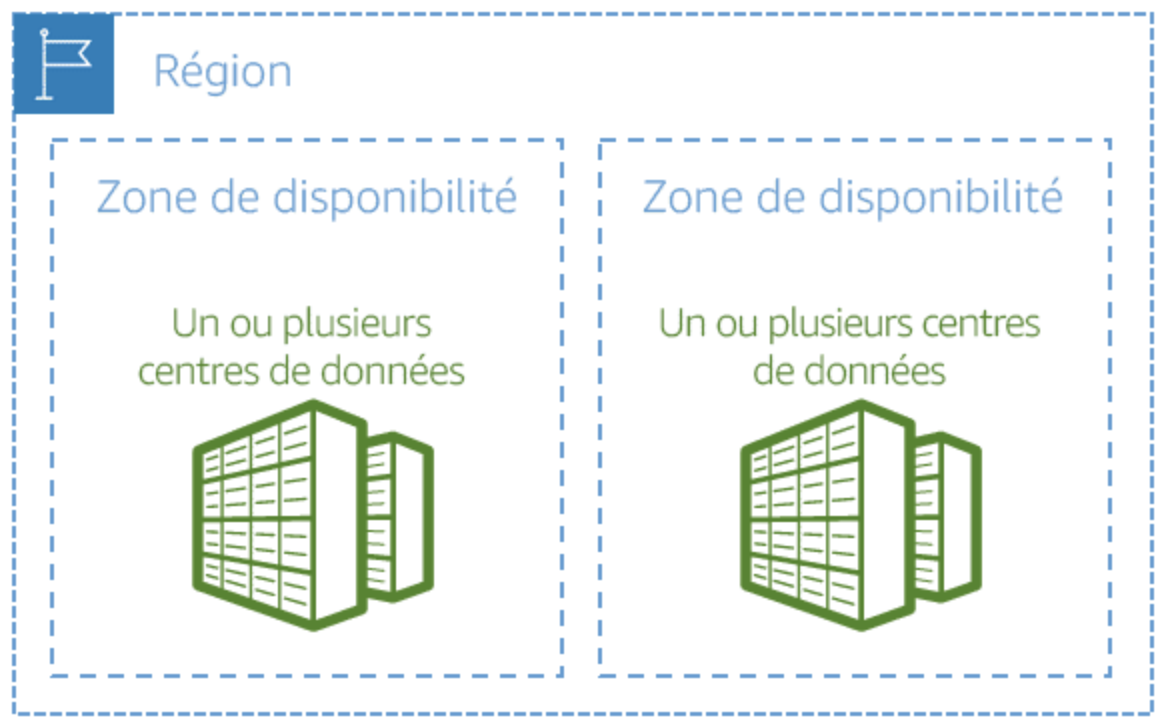 Région
Zone de disponibilité
Un ou plusieurs
centres de données
Zone de disponibilité
Un ou plusieurs centres
de données